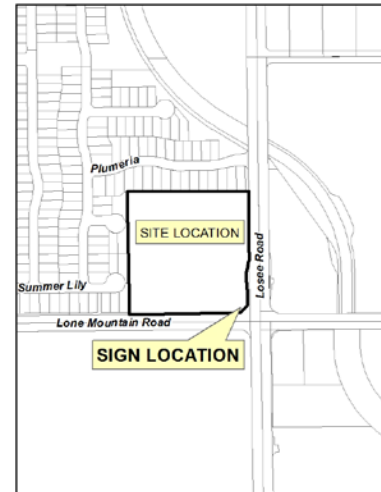 Plumeria
SITE LOCATION
Losee Road
Summer Lily
Lone Mountain Road
SIGN LOCATION